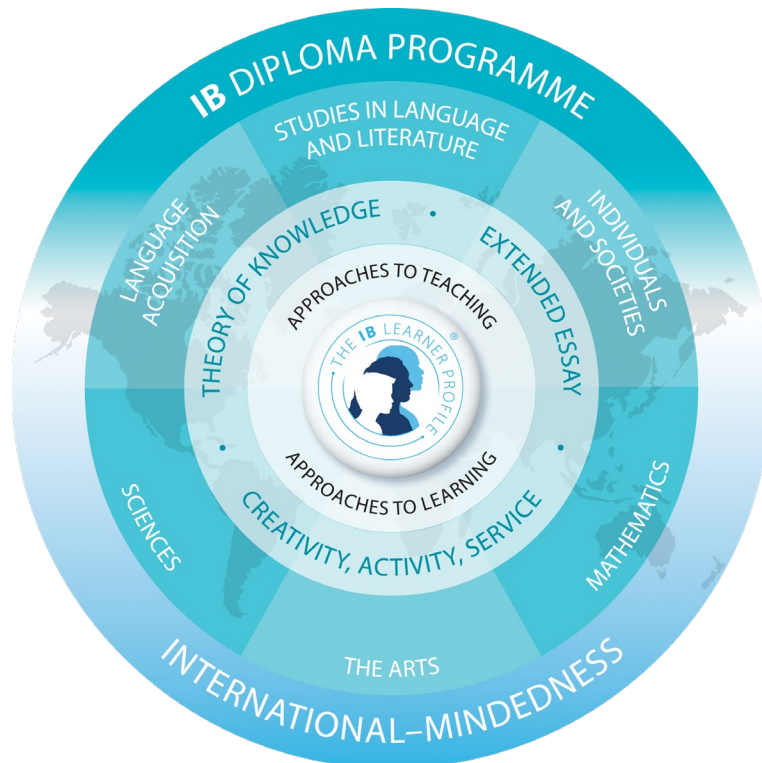 IB DIPLOMA PROGRAMME
STUDIES IN LANGUAGE
AND LITERATURE
LANGUAGE
ACQUISITION
INDIVIDUALS
AND SOCIETIES
THEORY OF KNOWLEDGE
•
EXTENDED ESSAY
APPROACHES TO TEACHING
THE IB LEARNER PROFILE ®
APPROACHES TO LEARNING
•
CREATIVITY, ACTIVITY, SERVICE
•
SCIENCES
MATHEMATICS
THE ARTS
INTERNATIONAL–MINDEDNESS